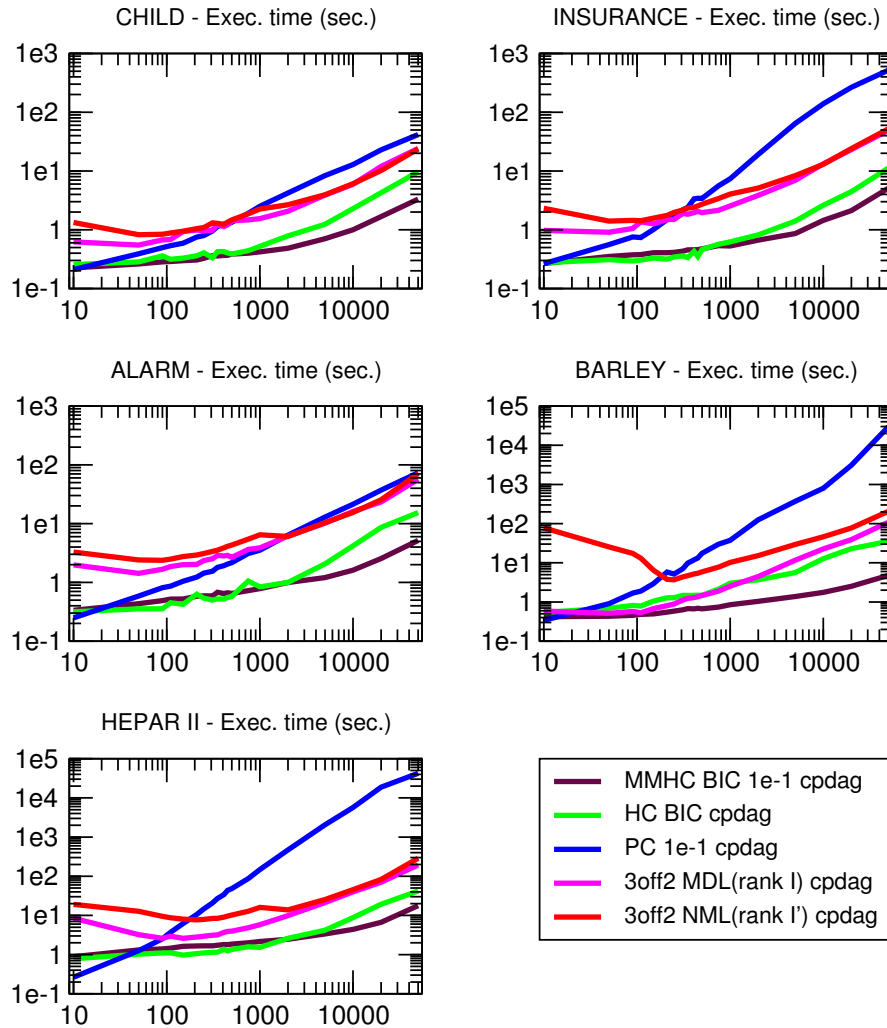 CHILD - Exec. time (sec.)
1e3
1e2
1e1
1
1e-1
10 100 1000 10000
INSURANCE - Exec. time (sec.)
1e3
1e2
1e1
1
1e-1
10 100 1000 10000
ALARM - Exec. time (sec.)
1e3
1e2
1e1
1
1e-1
10 100 1000 10000
BARLEY - Exec. time (sec.)
1e5
1e4
1e3
1e2
1e1
1
1e-1
10 100 1000 10000
HEPAR II - Exec. time (sec.)
1e5
1e4
1e3
1e2
1e1
1
1e-1
10 100 1000 10000
MMHC BIC 1e-1 cpdag
HC BIC cpdag
PC 1e-1 cpdag
3off2 MDL(rank I) cpdag
3off2 NML(rank I') cpdag